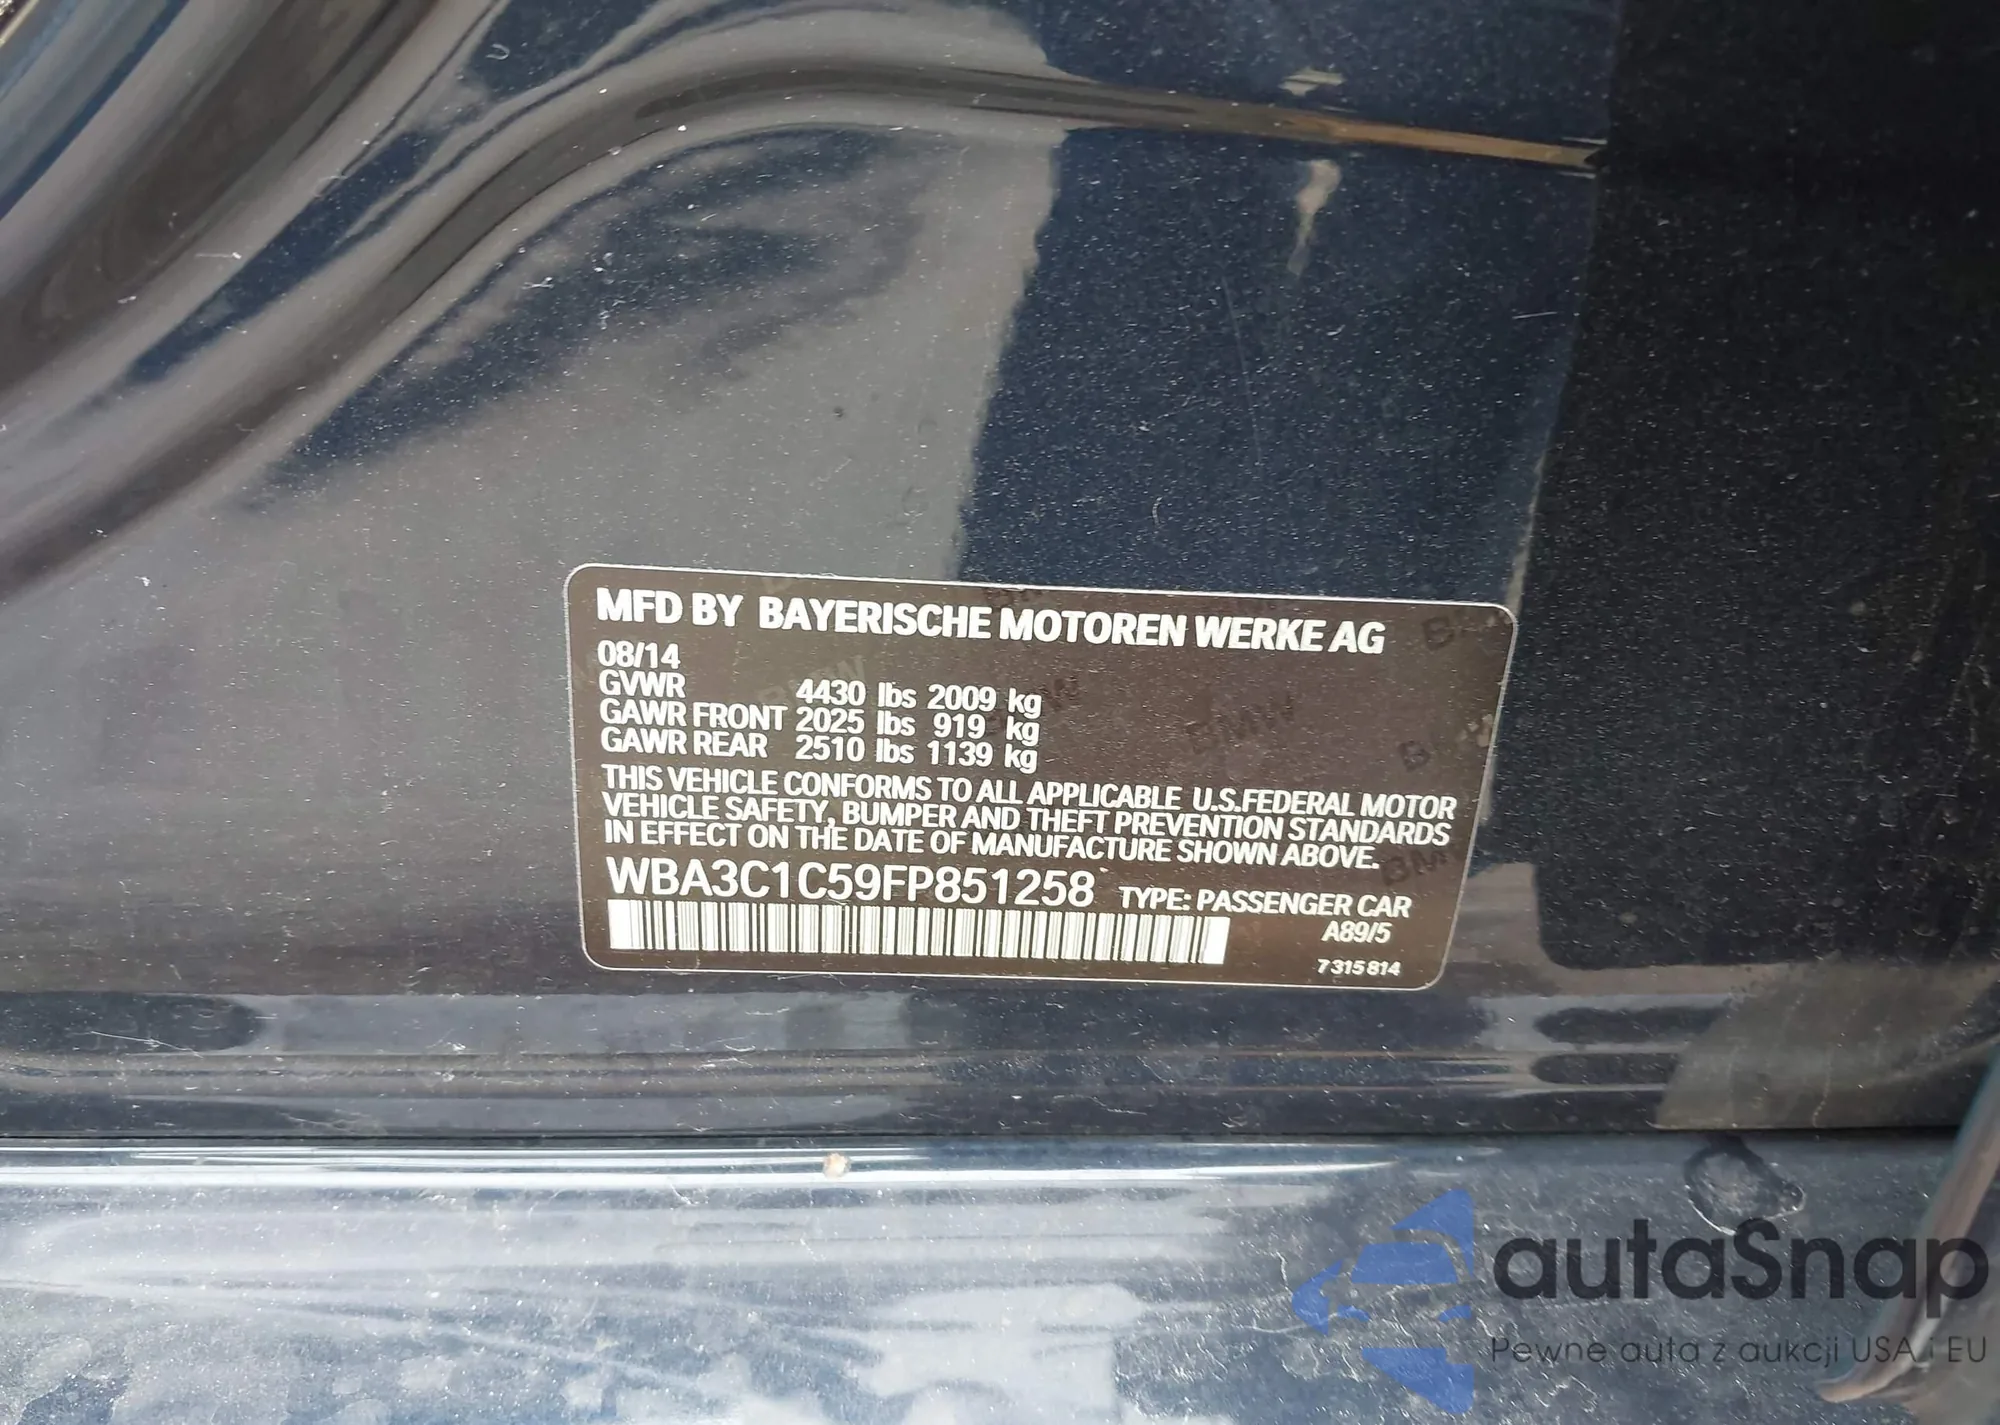 MFD BY BAYERISCHE MOTOREN WERKE AG
08/14
GVWR 4430 lbs 2009 kg
GAWR FRONT 2025 lbs 919 kg
GAWR REAR 2510 lbs 1139 kg
THIS VEHICLE CONFORMS TO ALL APPLICABLE U.S.FEDERAL MOTOR
VEHICLE SAFETY, BUMPER AND THEFT PREVENTION STANDARDS
IN EFFECT ON THE DATE OF MANUFACTURE SHOWN ABOVE.
WBA3C1C59FP851258 TYPE: PASSENGER CAR
A89/5
7315814
autaSnap
Pewne auta z aukcji USA i EU